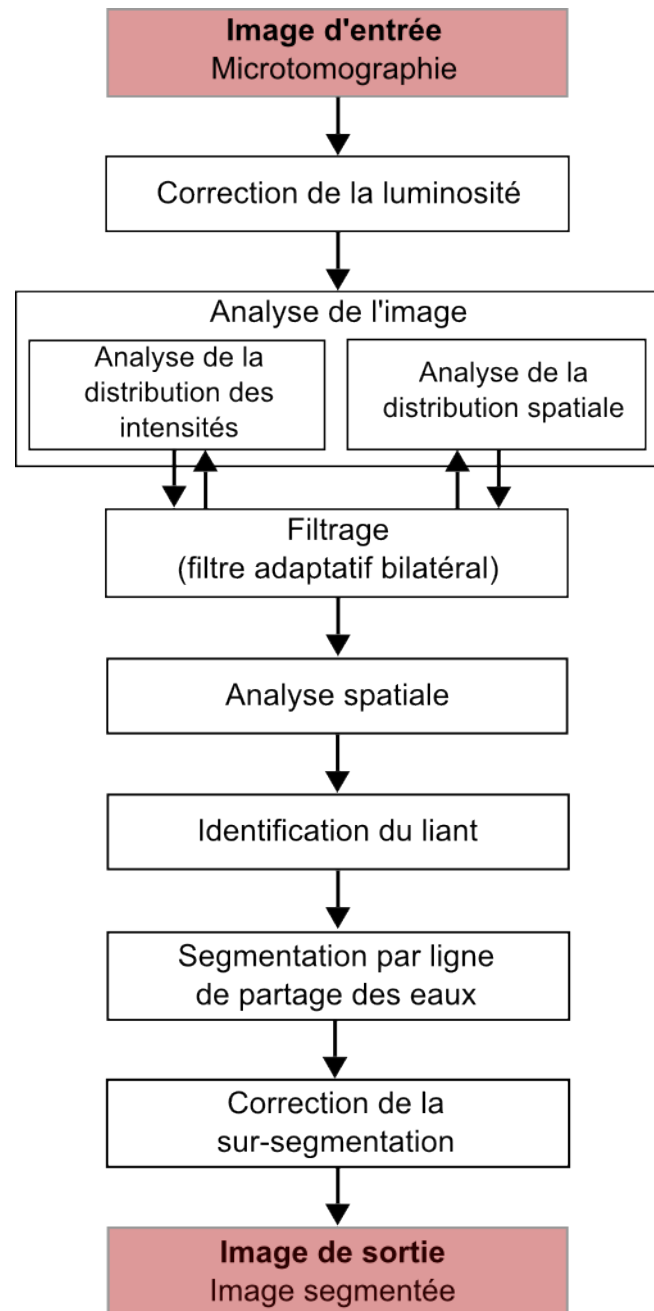 Image d'entrée
Microtomographie
Correction de la luminosité
Analyse de l'image
Analyse de la
distribution des
intensités
Analyse de la
distribution spatiale
Filtrage
(filtre adaptatif bilatéral)
Analyse spatiale
Identification du liant
Segmentation par ligne
de partage des eaux
Correction de la
sur-segmentation
Image de sortie
Image segmentée